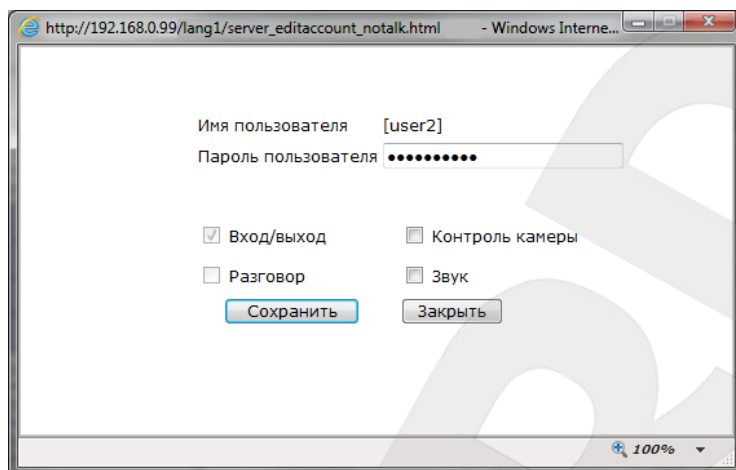 http://192.168.0.99/lang1/server_editaccount_notalk.html - Windows Interne...
Имя пользователя [user2]
Пароль пользователя ••••••••••
Вход/выход Контроль камеры
Разговор Звук
Сохранить Закрыть
100%